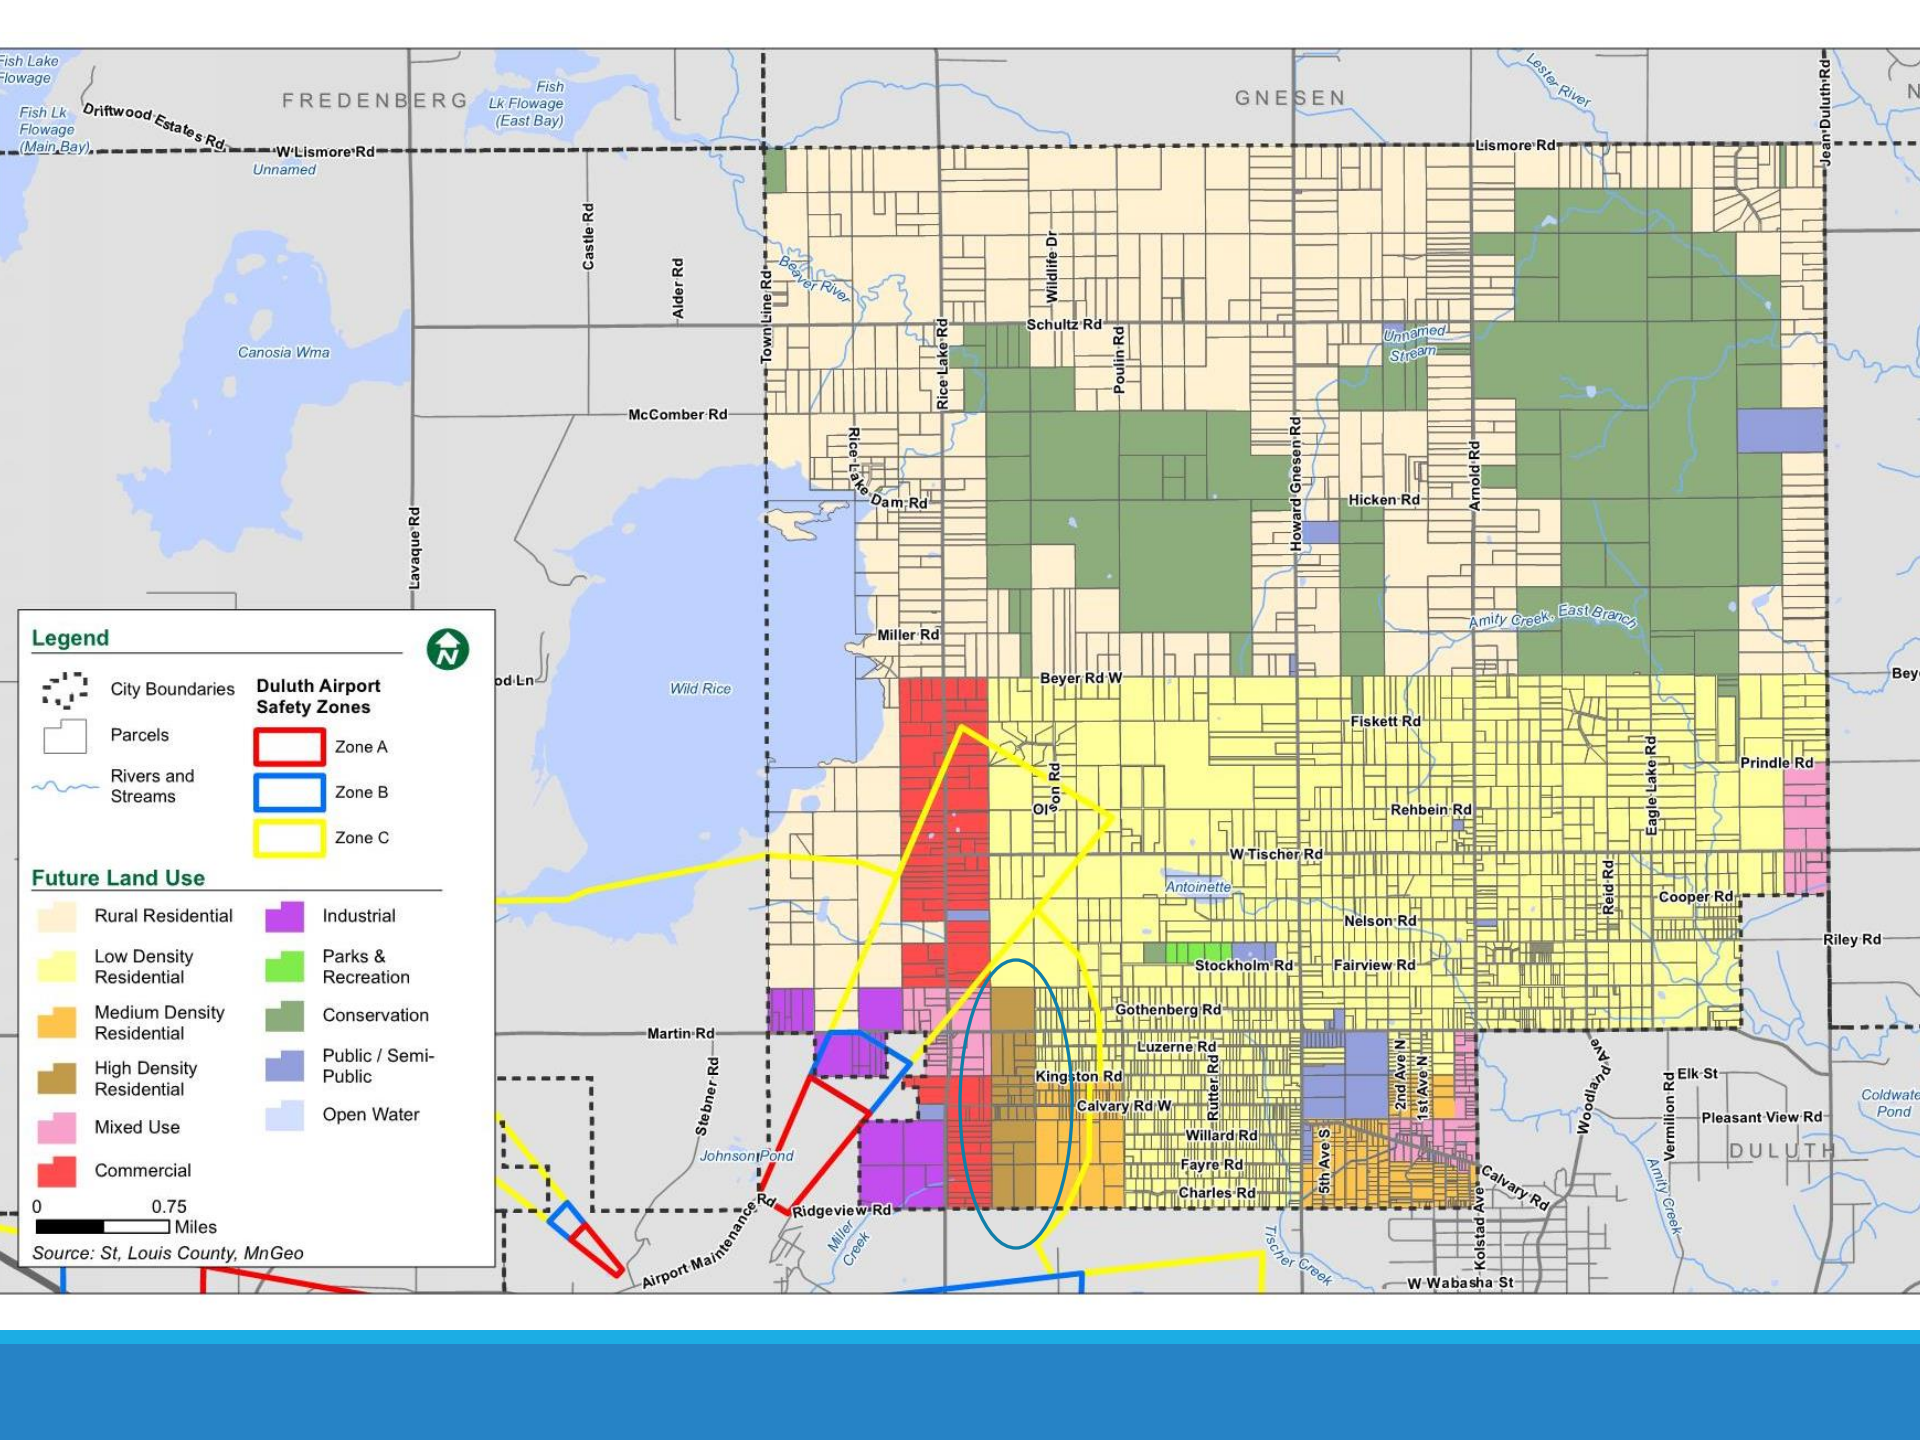 Fish Lake
Flowage
Fish Lk
Flowage
(Main Bay)
Driftwood Estates Rd
FREDENBERG
Fish
Lk Flowage
(East Bay)
GNESEN
Lester River
Jean Duluth Rd
N
W Lismore Rd
Unnamed
Lismore Rd
Castle Rd
Alder Rd
Town Line Rd
Beaver River
Wildlife Dr
Canosia Wma
Schultz Rd
Rice Lake Rd
Poulin Rd
Unnamed
Stream
McComber Rd
Rice Lake Dam Rd
Howard Gnesen Rd
Arnold Rd
Hicken Rd
Lavaque Rd
Amity Creek, East Branch
Miller Rd
Beyer Rd W
Bey
od Ln
Wild Rice
Fiskett Rd
Eagle Lake Rd
Prindle Rd
Olson Rd
Rehbein Rd
W Tischer Rd
Antoinette
Reid Rd
Cooper Rd
Nelson Rd
Riley Rd
Stockholm Rd
Fairview Rd
Gothenberg Rd
Martin Rd
Luzerne Rd
Stebner Rd
Kingston Rd
Rutter Rd
2nd Ave N
1st Ave N
Woodland Ave
Vermilion Rd
Elk St
Coldwate
Pond
Calvary Rd W
Pleasant View Rd
Willard Rd
DULUTH
Johnson Pond
Fayre Rd
5th Ave S
Charles Rd
Calvary Rd
Amity Creek
Ridgeview Rd
Airport Maintenance Rd
Miller
Creek
Tischer Creek
Kolstad Ave
W Wabasha St
Legend
N
City Boundaries
Parcels
Rivers and
Streams
Duluth Airport
Safety Zones
Zone A
Zone B
Zone C
Future Land Use
Rural Residential
Low Density
Residential
Medium Density
Residential
High Density
Residential
Mixed Use
Commercial
Industrial
Parks &
Recreation
Conservation
Public / Semi-
Public
Open Water
0 0.75
Miles
Source: St, Louis County, MnGeo